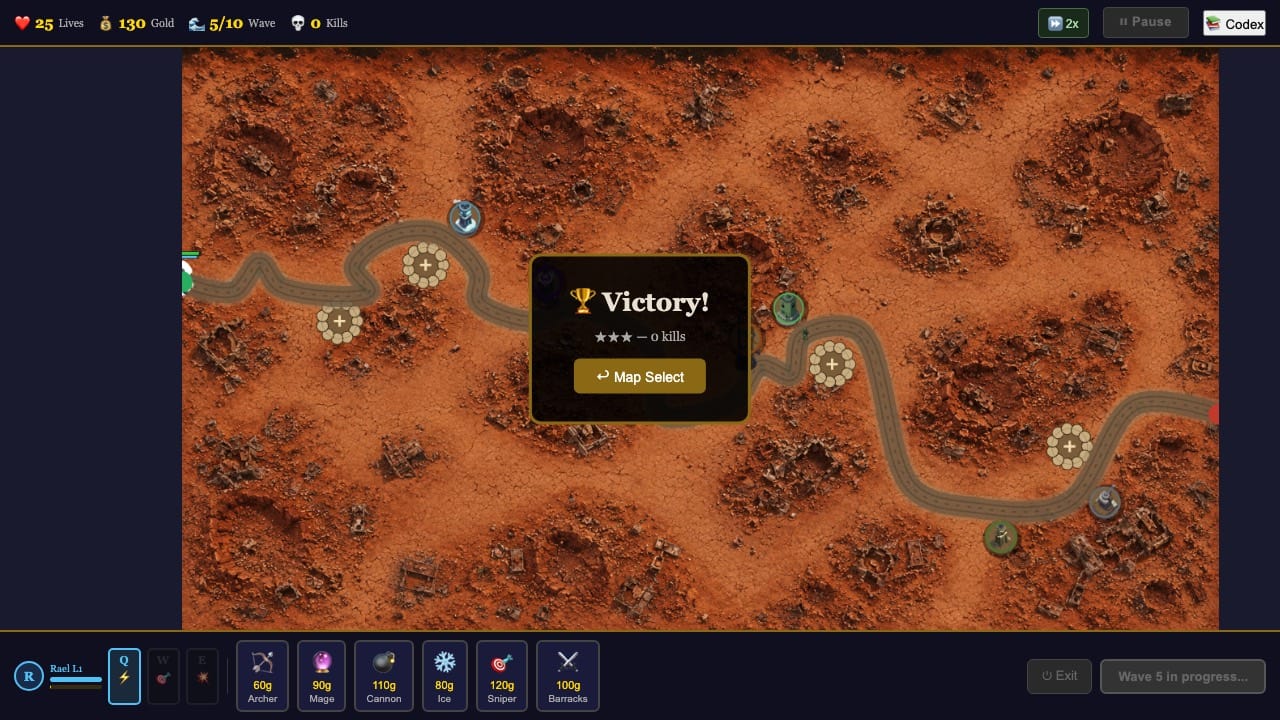 25 Lives 130 Gold 5/10 Wave 0 Kills
2x Pause Codex
Victory!
★★★ — 0 kills
Map Select
R Rael L1 Q W E
60g Archer
90g Mage
110g Cannon
80g Ice
120g Sniper
100g Barracks
Exit
Wave 5 in progress...